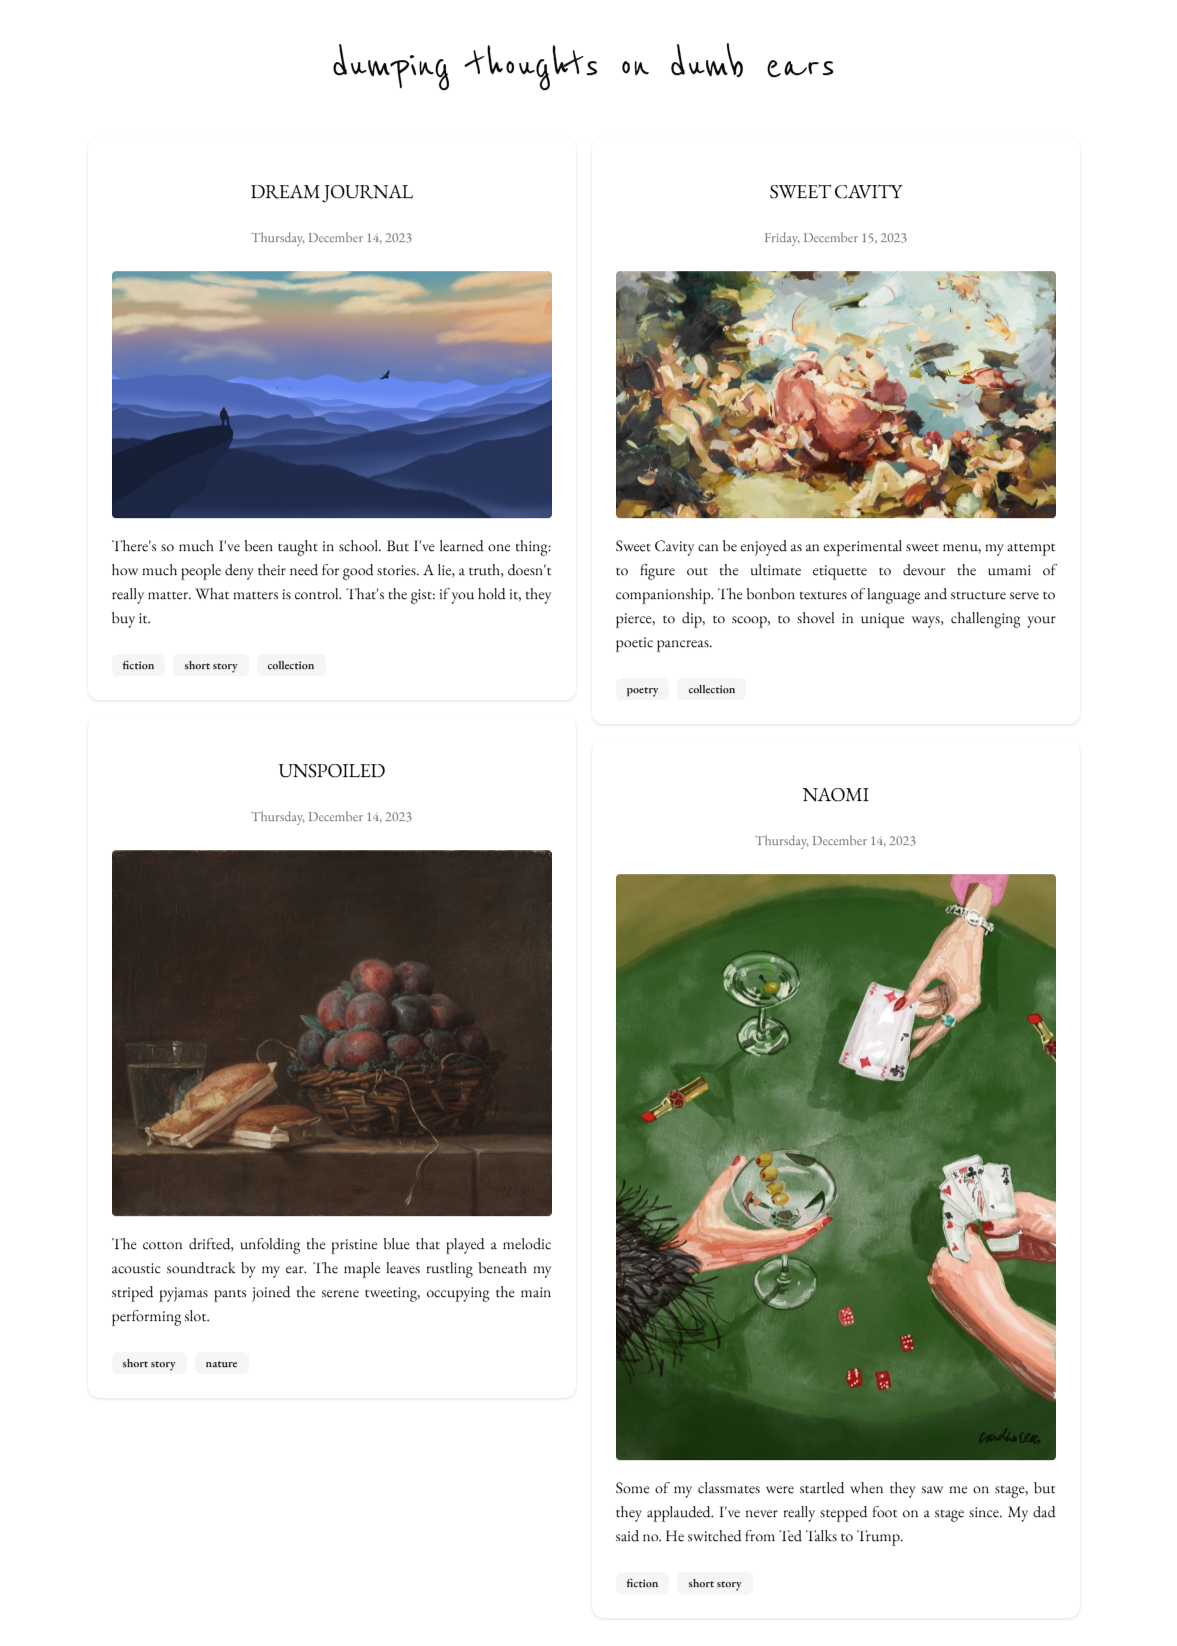 dumping thoughts on dumb ears
DREAM JOURNAL
Thursday, December 14, 2023
There's so much I've been taught in school. But I've learned one thing:
how much people deny their need for good stories. A lie, a truth, doesn't
really matter. What matters is control. That's the gist: if you hold it, they
buy it.
fiction short story collection
UNSPOILED
Thursday, December 14, 2023
The cotton drifted, unfolding the pristine blue that played a melodic
acoustic soundtrack by my ear. The maple leaves rustling beneath my
striped pyjamas pants joined the serene tweeting, occupying the main
performing slot.
short story nature
SWEET CAVITY
Friday, December 15, 2023
Sweet Cavity can be enjoyed as an experimental sweet menu, my attempt
to figure out the ultimate etiquette to devour the umami of
companionship. The bonbon textures of language and structure serve to
pierce, to dip, to scoop, to shovel in unique ways, challenging your
poetic pancreas.
poetry collection
NAOMI
Thursday, December 14, 2023
Some of my classmates were startled when they saw me on stage, but
they applauded. I've never really stepped foot on a stage since. My dad
said no. He switched from Ted Talks to Trump.
fiction short story